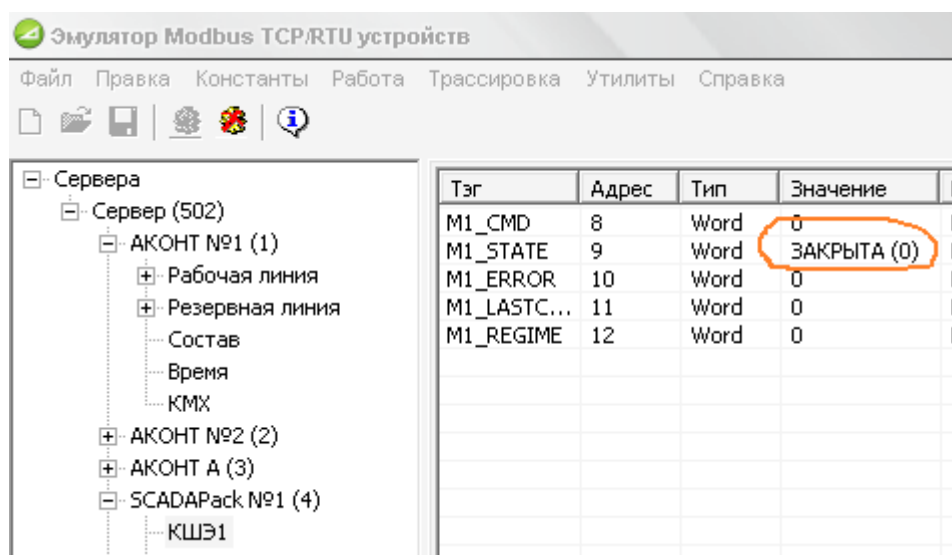 Эмулятор Modbus TCP/RTU устройств
Файл Правка Константы Работа Трассировка Утилиты Справка
Сервера
Сервер (502)
АКОНТ №1 (1)
Рабочая линия
Резервная линия
Состав
Время
КМХ
АКОНТ №2 (2)
АКОНТ А (3)
SCADAPack №1 (4)
КШЭ1
Тэг Адрес Тип Значение
M1_CMD 8 Word 0
M1_STATE 9 Word ЗАКРЫТА (0)
M1_ERROR 10 Word 0
M1_LASTC... 11 Word 0
M1_REGIME 12 Word 0